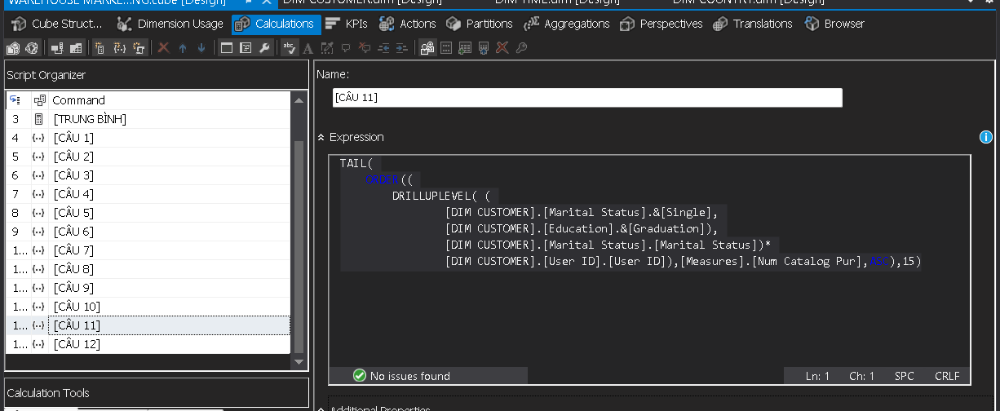 WAREHOUSE MARKE...NG.cube [Design]
DIM CUSTOMER.dim [Design]
DIM TIME.dim [Design]
DIM COUNTRY.dim [Design]
Cube Struct...
Dimension Usage
Calculations
KPIs
Actions
Partitions
Aggregations
Perspectives
Translations
Browser
Script Organizer
Command
3 [TRUNG BÌNH]
4 [CÂU 1]
5 [CÂU 2]
6 [CÂU 3]
7 [CÂU 4]
8 [CÂU 5]
9 [CÂU 6]
1... [CÂU 7]
1... [CÂU 8]
1... [CÂU 9]
1... [CÂU 10]
1... [CÂU 11]
1... [CÂU 12]
Calculation Tools
Name:
[CÂU 11]
Expression
TAIL(
ORDER((
DRILLUPLEVEL( (
[DIM CUSTOMER].[Marital Status].&[Single],
[DIM CUSTOMER].[Education].&[Graduation]),
[DIM CUSTOMER].[Marital Status].[Marital Status])*
[DIM CUSTOMER].[User ID].[User ID]),[Measures].[Num Catalog Pur],ASC),15)
No issues found
Ln: 1 Ch: 1 SPC CRLF
Additional Properties